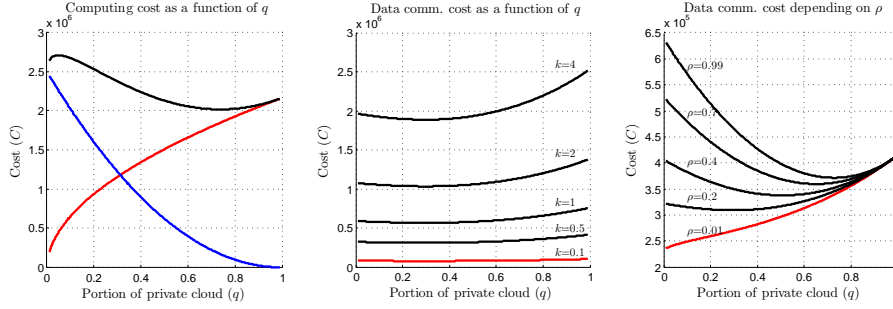 Computing cost as a function of q
x 10^6
3
2.5
2
1.5
1
0.5
0
Cost (C)
0 0.2 0.4 0.6 0.8 1
Portion of private cloud (q)
Data comm. cost as a function of q
x 10^6
3
2.5
2
1.5
1
0.5
0
Cost (C)
k=4
k=2
k=1
k=0.5
k=0.1
0 0.2 0.4 0.6 0.8 1
Portion of private cloud (q)
Data comm. cost depending on ρ
x 10^5
6.5
6
5.5
5
4.5
4
3.5
3
2.5
2
Cost (C)
ρ=0.99
ρ=0.7
ρ=0.4
ρ=0.2
ρ=0.01
0 0.2 0.4 0.6 0.8
Portion of private cloud (q)